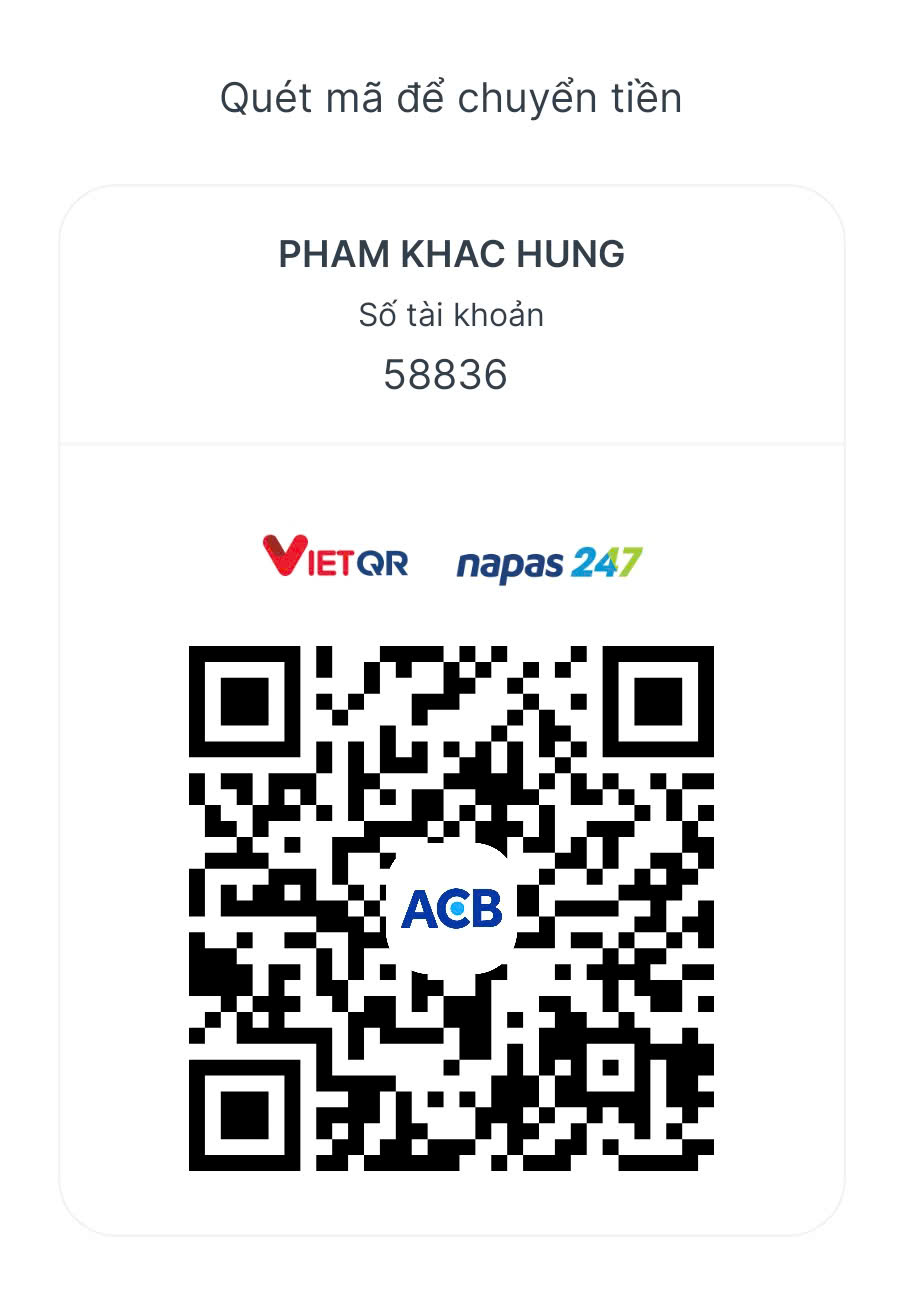 Quét mã để chuyển tiền
PHAM KHAC HUNG
Số tài khoản
58836
VIETQR napas 247
ACB